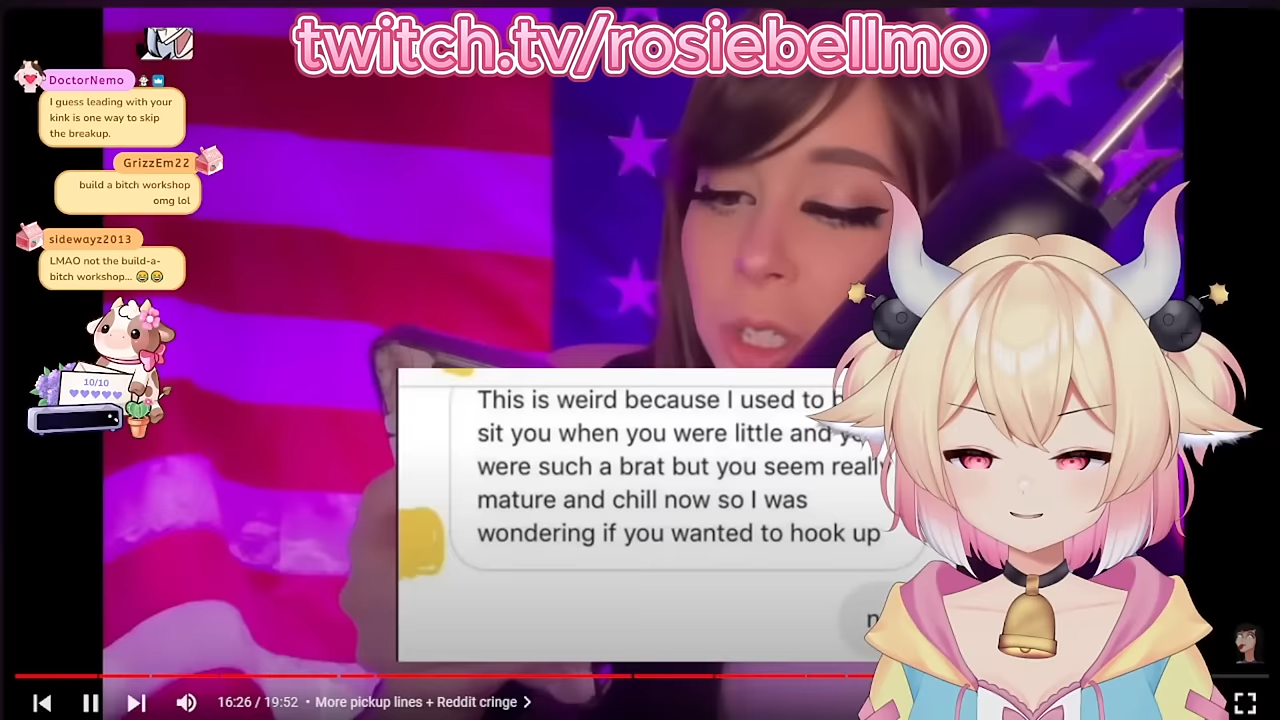 twitch.tv/rosiebellmo
DoctorNemo
I guess leading with your
kink is one way to skip
the breakup.
GrizzEm22
build a bitch workshop
omg lol
sidewayz2013
LMAO not the build-a-
bitch workshop... 😂😂
10/10
This is weird because I used to
sit you when you were little and
were such a brat but you seem really
mature and chill now so I was
wondering if you wanted to hook up
16:26 / 19:52 • More pickup lines + Reddit cringe >